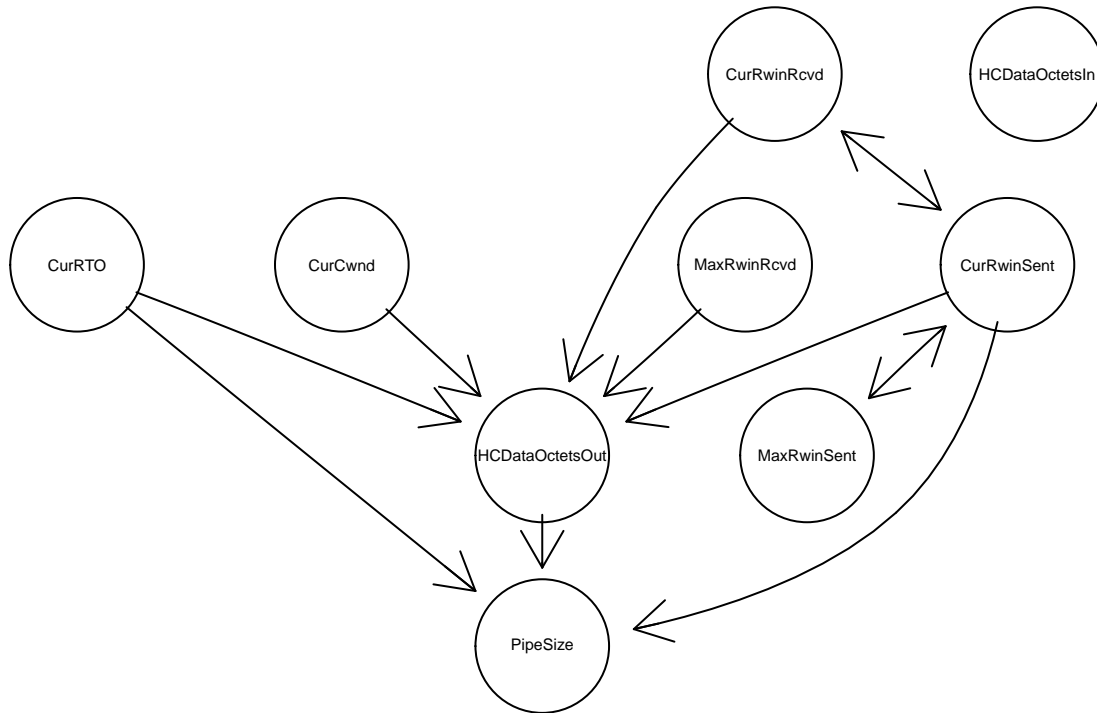 CurRwinRcvd
HCDataOctetsIn
CurRTO
CurCwnd
MaxRwinRcvd
CurRwinSent
HCDataOctetsOut
MaxRwinSent
PipeSize